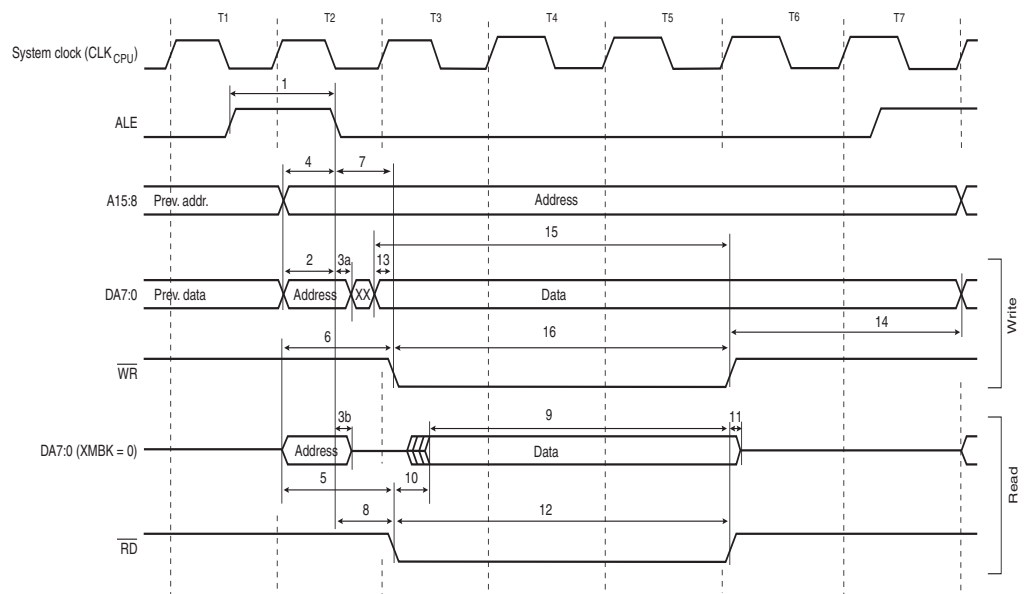 T1 T2 T3 T4 T5 T6 T7
System clock (CLKCPU)
1
ALE
4 7
A15:8 Prev. addr. Address
15
2 3a 13
DA7:0 Prev. data Address XX Data
14
6 16
WR
Write
3b 9 11
DA7:0 (XMBK = 0) Address Data
5 10
8 12
RD
Read